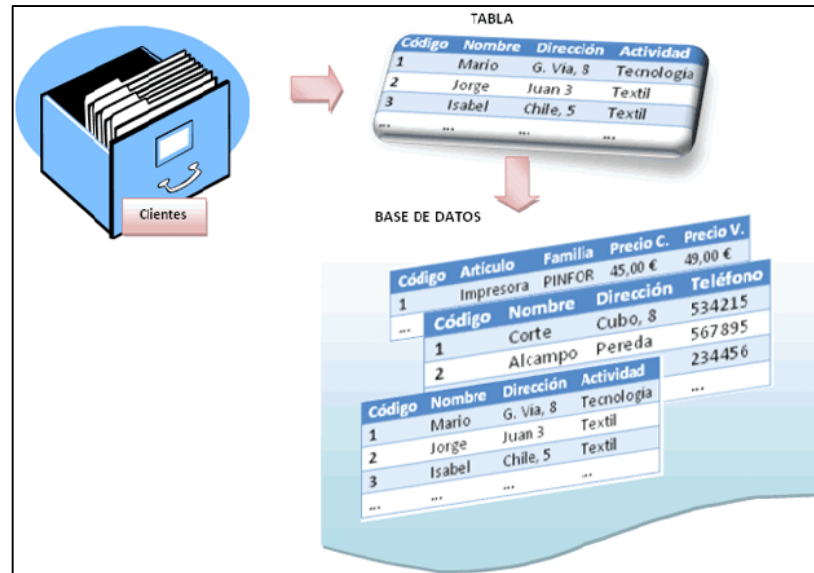 TABLA
Código Nombre Dirección Actividad
1 Mario G. Vía, 8 Tecnología
2 Jorge Juan 3 Textil
3 Isabel Chile, 5 Textil
... ... ... ...
Clientes
BASE DE DATOS
Código Artículo Familia Precio C. Precio V.
1 Impresora PINFOR 45,00 € 49,00 €
...
Código Nombre Dirección Teléfono
1 Corte Cubo, 8 534215
2 Alcampo Pereda 567895
234456
...
Código Nombre Dirección Actividad
1 Mario G. Vía, 8 Tecnología
2 Jorge Juan 3 Textil
3 Isabel Chile, 5 Textil
... ... ... ...